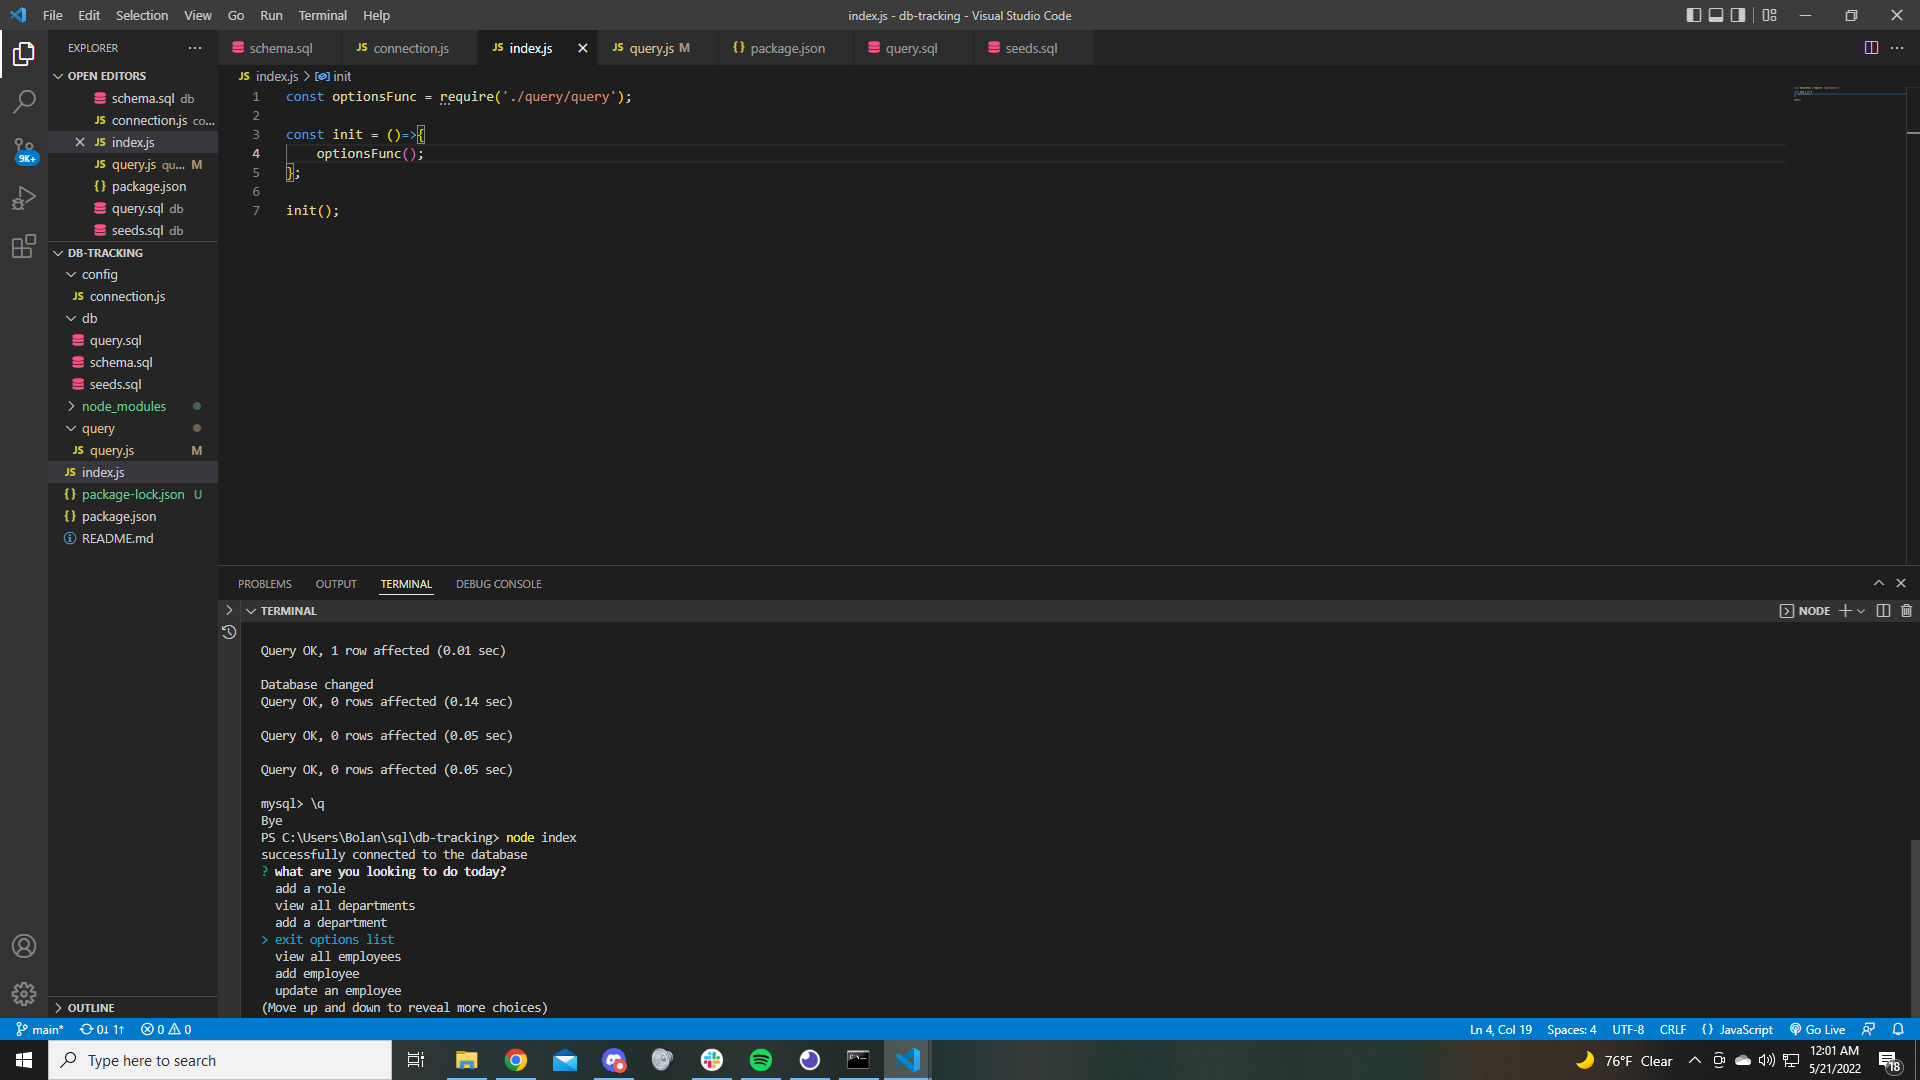 File Edit Selection View Go Run Terminal Help
index.js - db-tracking - Visual Studio Code
EXPLORER
schema.sql
JS connection.js
JS index.js
JS query.js M
{} package.json
query.sql
seeds.sql
OPEN EDITORS
schema.sql db
JS connection.js co...
JS index.js
JS query.js qu... M
{} package.json
query.sql db
seeds.sql db
DB-TRACKING
config
JS connection.js
db
query.sql
schema.sql
seeds.sql
node_modules
query
JS query.js M
JS index.js
{} package-lock.json U
{} package.json
README.md
OUTLINE
9K+
JS index.js > init
1 const optionsFunc = require('./query/query');
2
3 const init = ()=>{
4 optionsFunc();
5 };
6
7 init();
PROBLEMS OUTPUT TERMINAL DEBUG CONSOLE
TERMINAL
NODE
Query OK, 1 row affected (0.01 sec)
Database changed
Query OK, 0 rows affected (0.14 sec)
Query OK, 0 rows affected (0.05 sec)
Query OK, 0 rows affected (0.05 sec)
mysql> \q
Bye
PS C:\Users\Bolan\sql\db-tracking> node index
successfully connected to the database
? what are you looking to do today?
add a role
view all departments
add a department
> exit options list
view all employees
add employee
update an employee
(Move up and down to reveal more choices)
main* 0↓ 1↑ 0 0
Ln 4, Col 19 Spaces: 4 UTF-8 CRLF {} JavaScript Go Live
Type here to search
76°F Clear
12:01 AM
5/21/2022
18